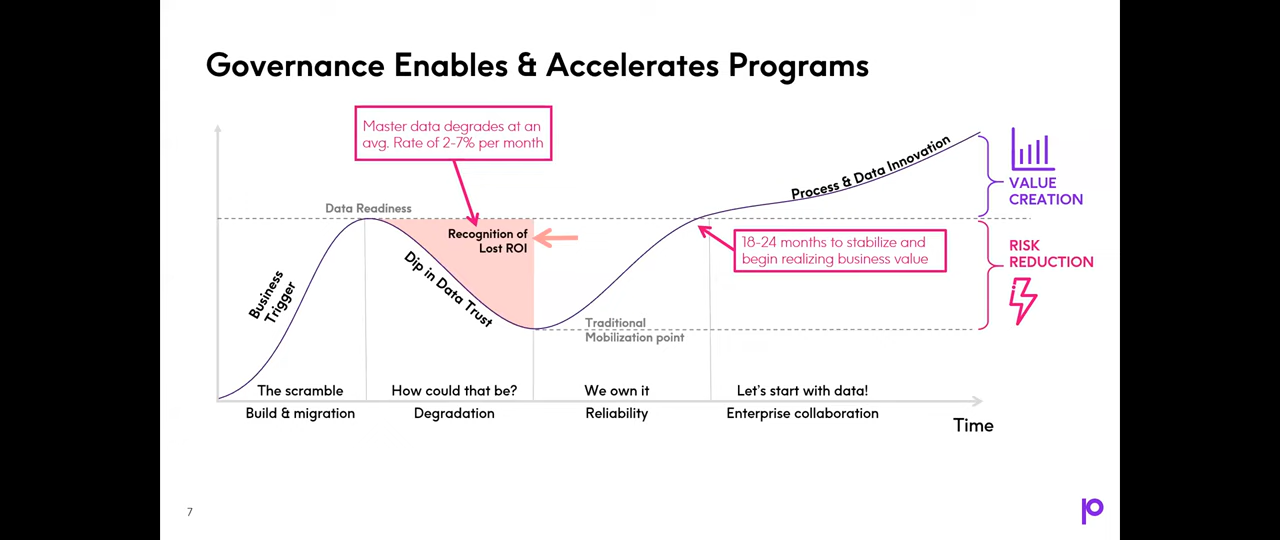 Governance Enables & Accelerates Programs
Master data degrades at an
avg. Rate of 2-7% per month
Data Readiness
Recognition of
Lost ROI
Business
Trigger
Dip in Data Trust
Process & Data Innovation
VALUE
CREATION
18-24 months to stabilize and
begin realizing business value
RISK
REDUCTION
Traditional
Mobilization point
The scramble
Build & migration
How could that be?
Degradation
We own it
Reliability
Let's start with data!
Enterprise collaboration
Time
7